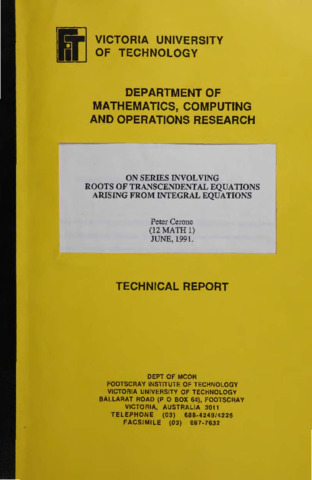 FIT
VICTORIA UNIVERSITY
OF TECHNOLOGY
DEPARTMENT OF
MATHEMATICS, COMPUTING
AND OPERATIONS RESEARCH
ON SERIES INVOLVING
ROOTS OF TRANSCENDENTAL EQUATIONS
ARISING FROM INTEGRAL EQUATIONS
Peter Cerone
(12 MATH 1)
JUNE, 1991.
TECHNICAL REPORT
DEPT OF MCOR
FOOTSCRAY INSTITUTE OF TECHNOLOGY
VICTORIA UNIVERSITY OF TECHNOLOGY
BALLARAT ROAD (P O BOX 64), FOOTSCRAY
VICTORIA, AUSTRALIA 3011
TELEPHONE (03) 688-4249/4225
FACSIMILE (03) 687-7632